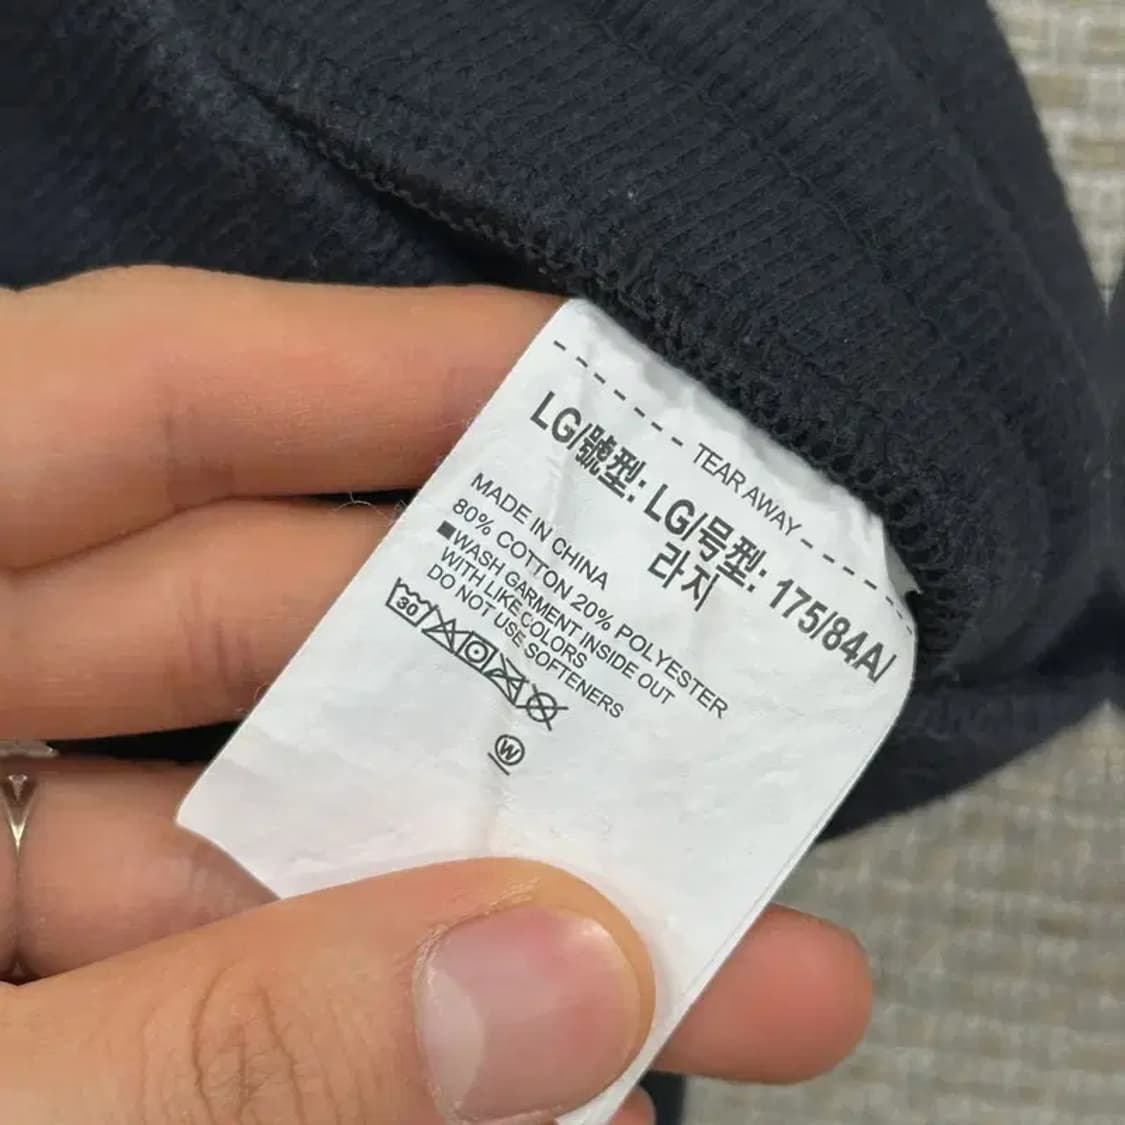 TEAR AWAY
LG/號型: LG/号型: 175/84A/
라지
MADE IN CHINA
80% COTTON 20% POLYESTER
■WASH GARMENT INSIDE OUT
WITH LIKE COLORS
DO NOT USE SOFTENERS
30
W